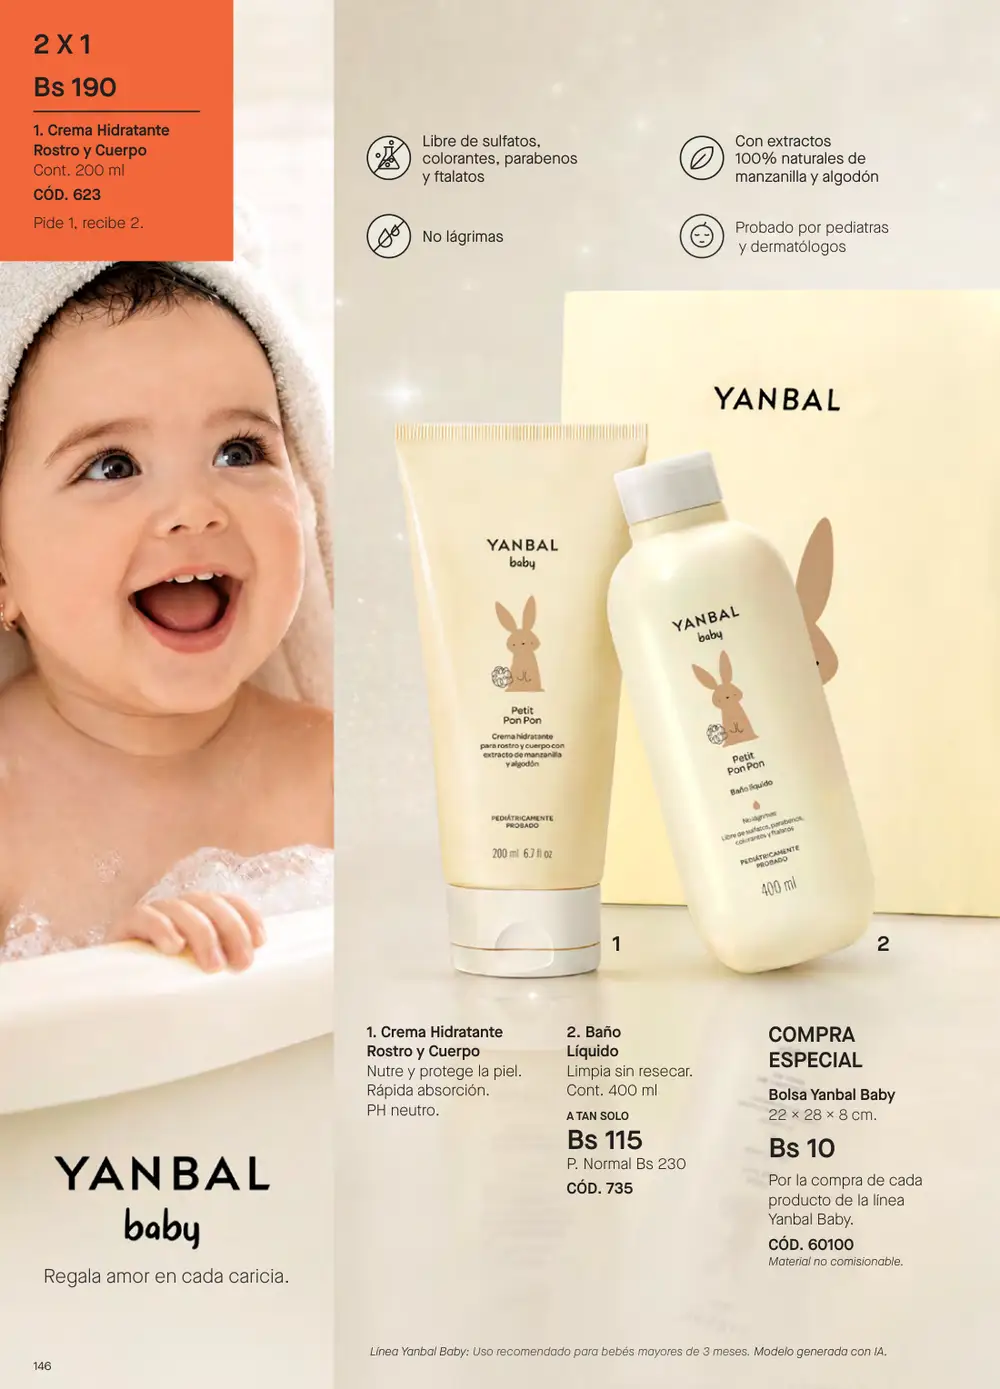 2 X 1
Bs 190
1. Crema Hidratante
Rostro y Cuerpo
Cont. 200 ml
CÓD. 623
Pide 1, recibe 2.
Libre de sulfatos,
colorantes, parabenos
y ftalatos
No lágrimas
Con extractos
100% naturales de
manzanilla y algodón
Probado por pediatras
y dermatólogos
YANBAL
YANBAL
baby
Petit
Pon Pon
Crema hidratante
para rostro y cuerpo con
extracto de manzanilla
y algodón
PEDIÁTRICAMENTE
PROBADO
200 ml 6.7 fl oz
YANBAL
baby
Petit
Pon Pon
Baño líquido
No lágrimas
Libre de sulfatos, parabenos,
colorantes y ftalatos
PEDIÁTRICAMENTE
PROBADO
400 ml
1
2
1. Crema Hidratante
Rostro y Cuerpo
Nutre y protege la piel.
Rápida absorción.
PH neutro.
2. Baño
Líquido
Limpia sin resecar.
Cont. 400 ml
A TAN SOLO
Bs 115
P. Normal Bs 230
CÓD. 735
COMPRA
ESPECIAL
Bolsa Yanbal Baby
22 x 28 x 8 cm.
Bs 10
Por la compra de cada
producto de la línea
Yanbal Baby.
CÓD. 60100
Material no comisionable.
YANBAL
baby
Regala amor en cada caricia.
Línea Yanbal Baby: Uso recomendado para bebés mayores de 3 meses. Modelo generada con IA.
146